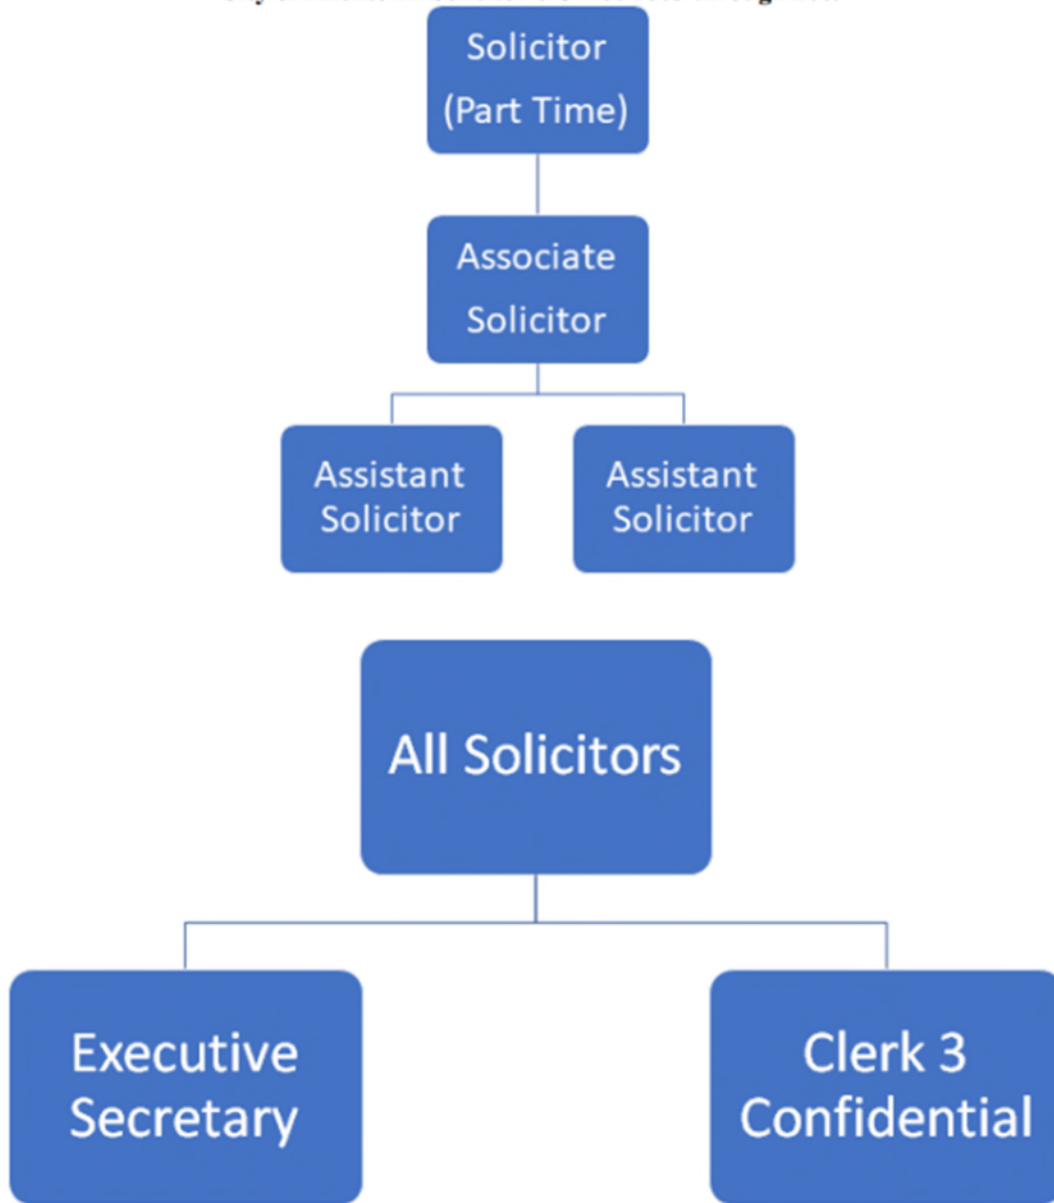 Solicitor
(Part Time)
Associate
Solicitor
Assistant
Solicitor
Assistant
Solicitor
All Solicitors
Executive
Secretary
Clerk 3
Confidential